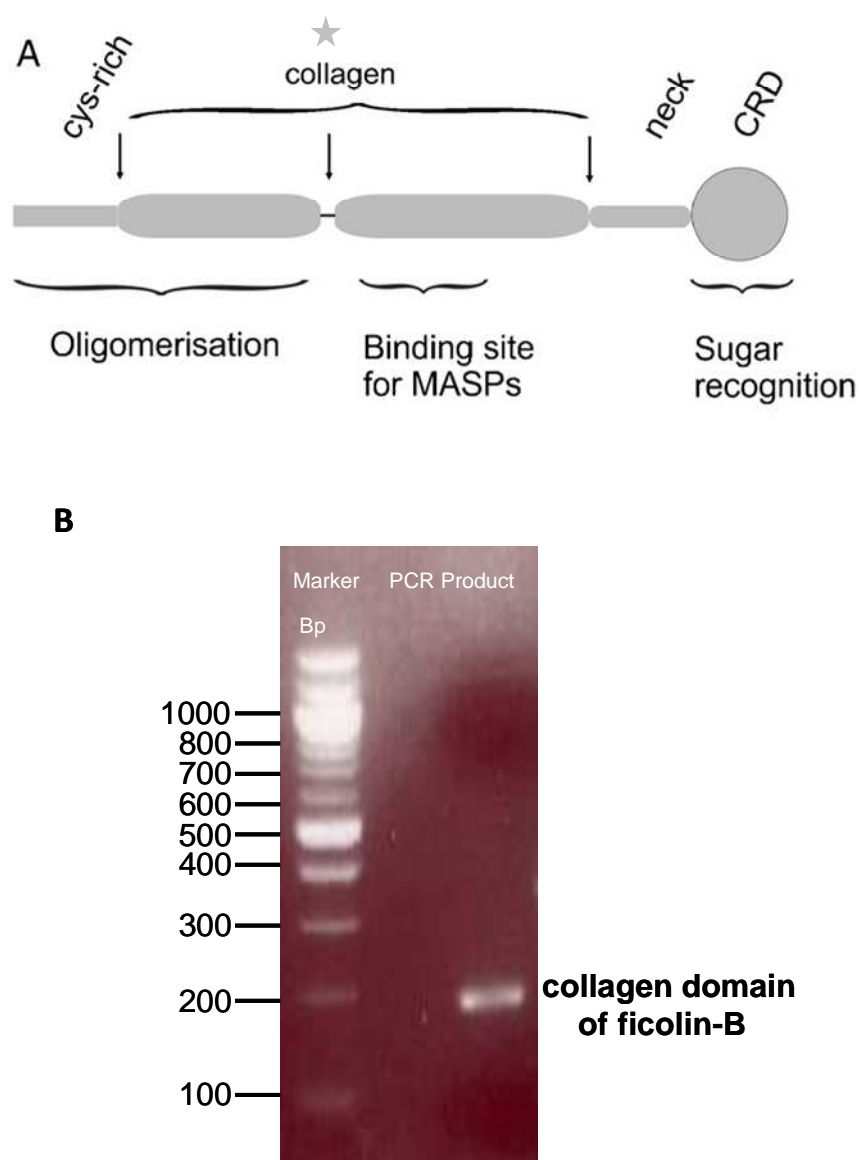 A
cys-rich
collagen
neck
CRD
Oligomerisation
Binding site
for MASPs
Sugar
recognition
B
Marker
PCR Product
Bp
1000
800
700
600
500
400
300
200
100
collagen domain
of ficolin-B